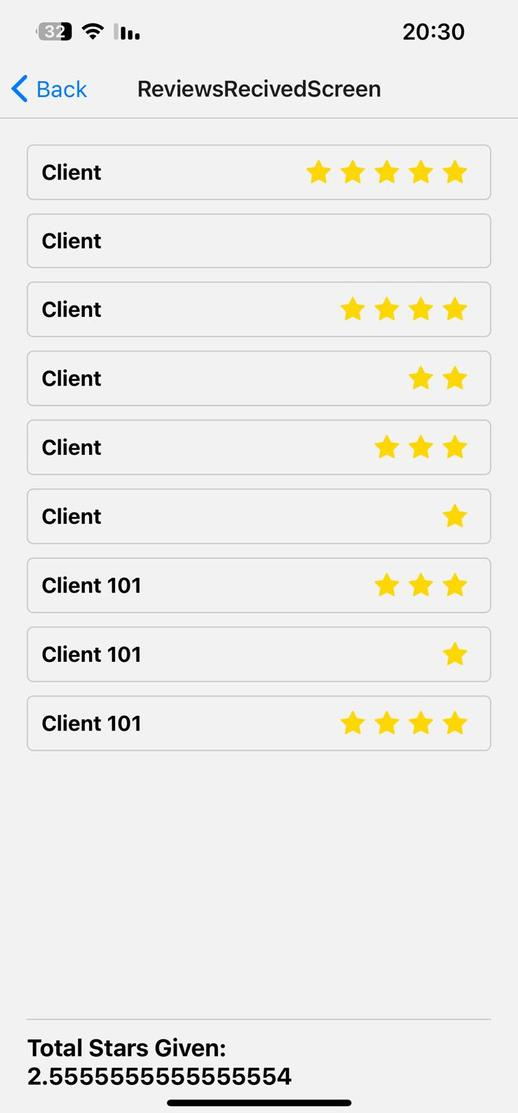 32 20:30
Back ReviewsRecivedScreen
Client
Client
Client
Client
Client
Client
Client 101
Client 101
Client 101
Total Stars Given:
2.5555555555555554